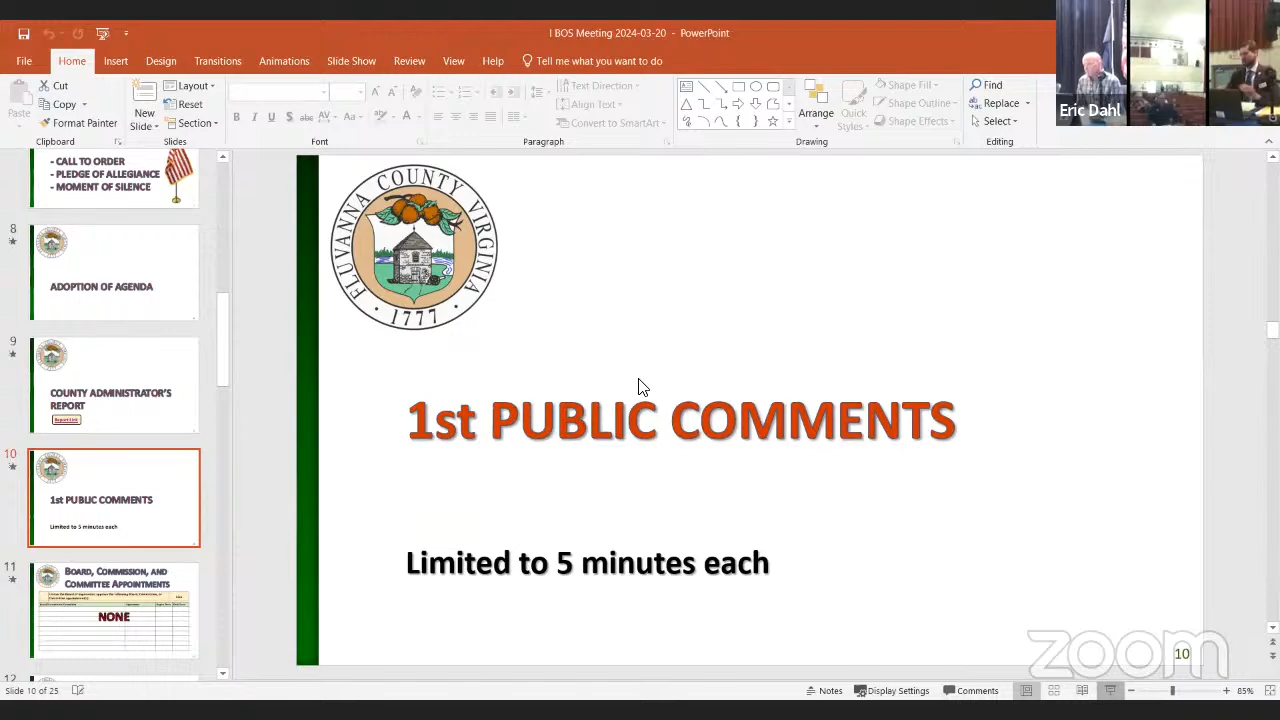 I BOS Meeting 2024-03-20 - PowerPoint
File Home Insert Design Transitions Animations Slide Show Review View Help Tell me what you want to do
Paste
Cut
Copy
Format Painter
Clipboard
New
Slide
Layout
Reset
Section
Slides
B I U S abc AV Aa A
Font
Text Direction
Align Text
Convert to SmartArt
Paragraph
Arrange
Quick
Styles
Shape Fill
Shape Outline
Shape Effects
Drawing
Find
Replace
Select
Editing
Eric Dahl
- CALL TO ORDER
- PLEDGE OF ALLEGIANCE
- MOMENT OF SILENCE
8
ADOPTION OF AGENDA
9
COUNTY ADMINISTRATOR'S
REPORT
10
1st PUBLIC COMMENTS
Limited to 5 minutes each
11
BOARD, COMMISSION, AND
COMMITTEE APPOINTMENTS
NONE
12
FLUVANNA COUNTY VIRGINIA
· 1777 ·
1st PUBLIC COMMENTS
Limited to 5 minutes each
zoom
10
Slide 10 of 25
Notes Display Settings Comments 85%